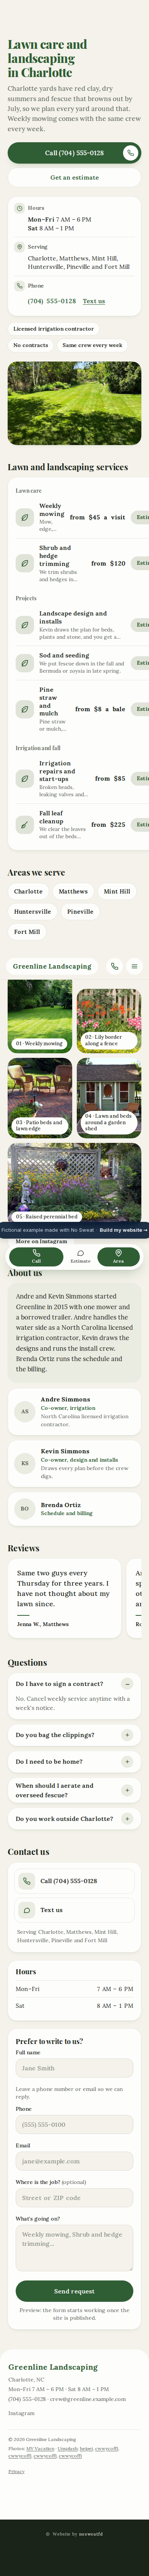 Lawn care and
landscaping
in Charlotte
Charlotte yards have red clay, dry
summers and fescue that browns out by
July, so we plan every yard around that.
Weekly mowing comes with the same crew
every week.
Call (704) 555-0128
Get an estimate
Hours
Mon–Fri 7 AM – 6 PM
Sat 8 AM – 1 PM
Serving
Charlotte, Matthews, Mint Hill,
Huntersville, Pineville and Fort Mill
Phone
(704) 555-0128 Text us
Licensed irrigation contractor
No contracts
Same crew every week
Lawn and landscaping services
Lawn care
Weekly
mowing
Mow,
edge,...
from $45 a visit
Esti
Shrub and
hedge
trimming
We trim shrubs
and hedges in...
from $120
Esti
Projects
Landscape design and
installs
Kevin draws the plan for beds,
plants and stone, and you get a...
Esti
Sod and seeding
We put fescue down in the fall and
Bermuda or zoysia in late spring.
Esti
Pine
straw
and
mulch
Pine straw
or mulch,...
from $8 a bale
Esti
Irrigation and fall
Irrigation
repairs and
start-ups
Broken heads,
leaking valves and...
from $85
Esti
Fall leaf
cleanup
We clear the leaves
out of the beds...
from $225
Esti
Areas we serve
Charlotte
Matthews
Mint Hill
Huntersville
Pineville
Fort Mill
Greenline Landscaping
01 · Weekly mowing
02 · Lily border
along a fence
03 · Patio beds and
lawn edge
04 · Lawn and beds
around a garden
shed
05 · Raised perennial bed
Fictional example made with No Sweat Build my website →
More on Instagram
Call
Estimate
Area
About us
Andre and Kevin Simmons started
Greenline in 2015 with one mower and
a borrowed trailer. Andre handles the
water side as a North Carolina licensed
irrigation contractor, Kevin draws the
designs and runs the install crew.
Brenda Ortiz runs the schedule and
the billing.
AS
Andre Simmons
Co-owner, irrigation
North Carolina licensed irrigation
contractor.
KS
Kevin Simmons
Co-owner, design and installs
Draws every plan before the crew
digs.
BO
Brenda Ortiz
Schedule and billing
Reviews
Same two guys every
Thursday for three years. I
have not thought about my
lawn since.
Jenna W., Matthews
Questions
Do I have to sign a contract?
No. Cancel weekly service anytime with a
week's notice.
Do you bag the clippings?
Do I need to be home?
When should I aerate and
overseed fescue?
Do you work outside Charlotte?
Contact us
Call (704) 555-0128
Text us
Serving Charlotte, Matthews, Mint Hill,
Huntersville, Pineville and Fort Mill
Hours
Mon–Fri 7 AM – 6 PM
Sat 8 AM – 1 PM
Prefer to write to us?
Full name
Jane Smith
Leave a phone number or email so we can
reply.
Phone
(555) 555-0100
Email
jane@example.com
Where is the job? (optional)
Street or ZIP code
What's going on?
Weekly mowing, Shrub and hedge
trimming...
Send request
Preview: the form starts working once the
site is published.
Greenline Landscaping
Charlotte, NC
Mon–Fri 7 AM – 6 PM · Sat 8 AM – 1 PM
(704) 555-0128 · crew@greenline.example.com
Instagram
© 2026 Greenline Landscaping
Privacy
Website by nosweatfd